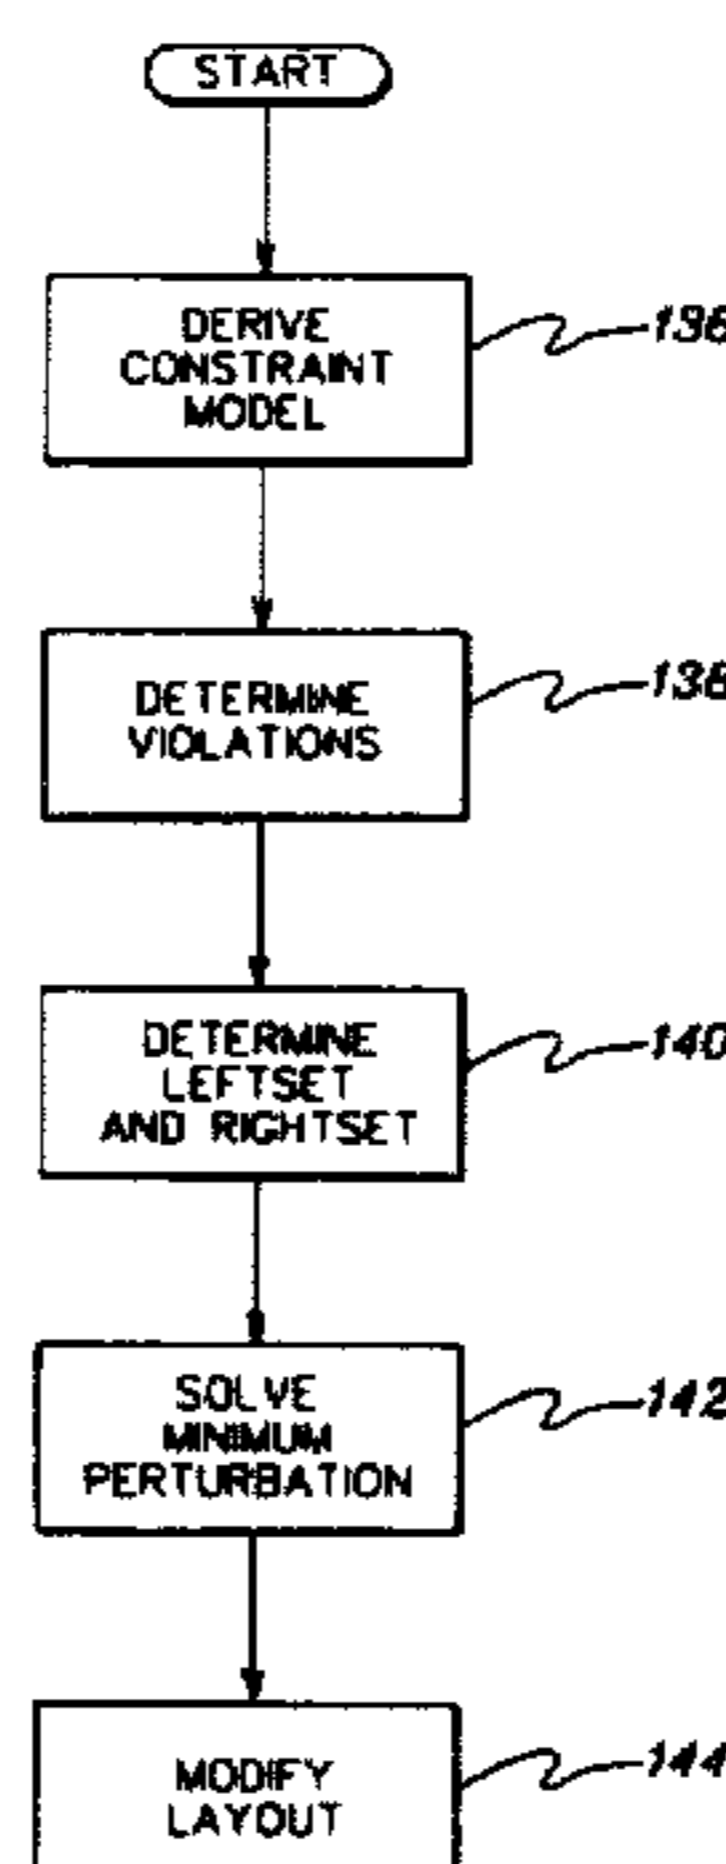 START
DERIVE
CONSTRAINT
MODEL
136
DETERMINE
VIOLATIONS
138
DETERMINE
LEFTSET
AND RIGHTSET
140
SOLVE
MINIMUM
PERTURBATION
142
MODIFY
LAYOUT
144